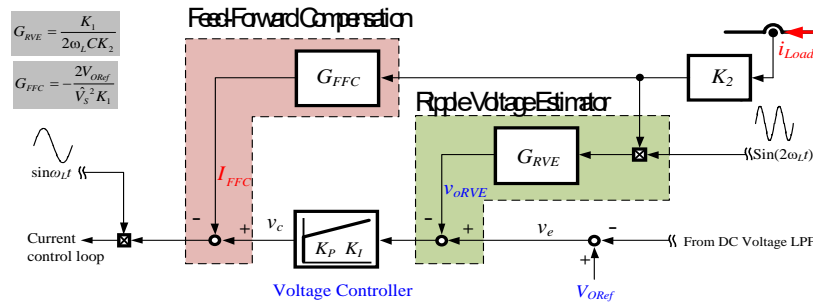 Feed-Forward Compensation
G_RVE = K_1 / 2ω_L C K_2
G_FFC = - 2V_ORef / V̂_S² K_1
i_Load
G_FFC
K_2
Ripple Voltage Estimator
G_RVE
sinω_L t
Sin(2ω_L t)
I_FFC
v_oRVE
-
-
+
v_c
K_P K_I
+
v_e
-
Current
control loop
From DC Voltage LPF
+
Voltage Controller
V_ORef